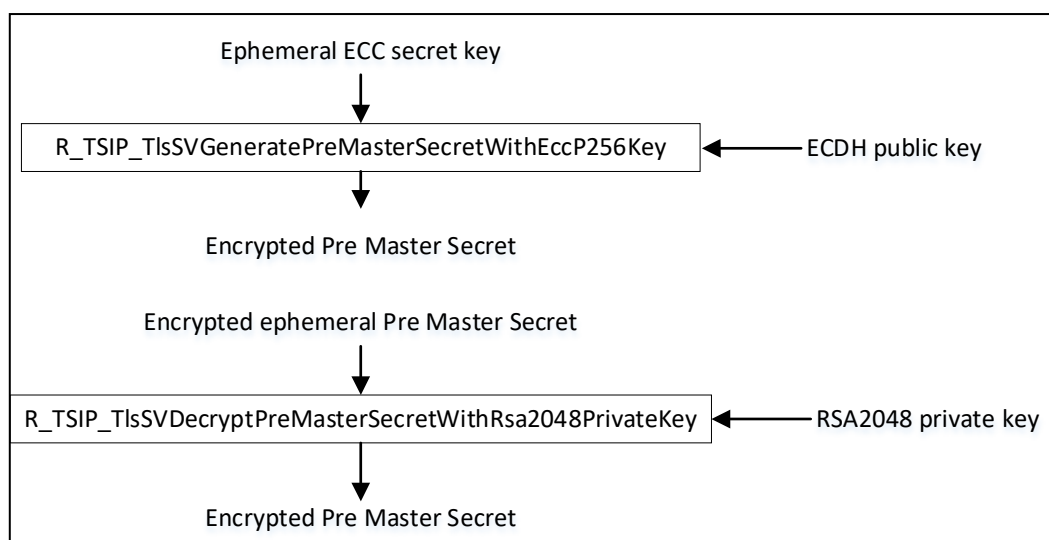 Ephemeral ECC secret key
R_TSIP_TlsSVGeneratePreMasterSecretWithEccP256Key
ECDH public key
Encrypted Pre Master Secret
Encrypted ephemeral Pre Master Secret
R_TSIP_TlsSVDecryptPreMasterSecretWithRsa2048PrivateKey
RSA2048 private key
Encrypted Pre Master Secret